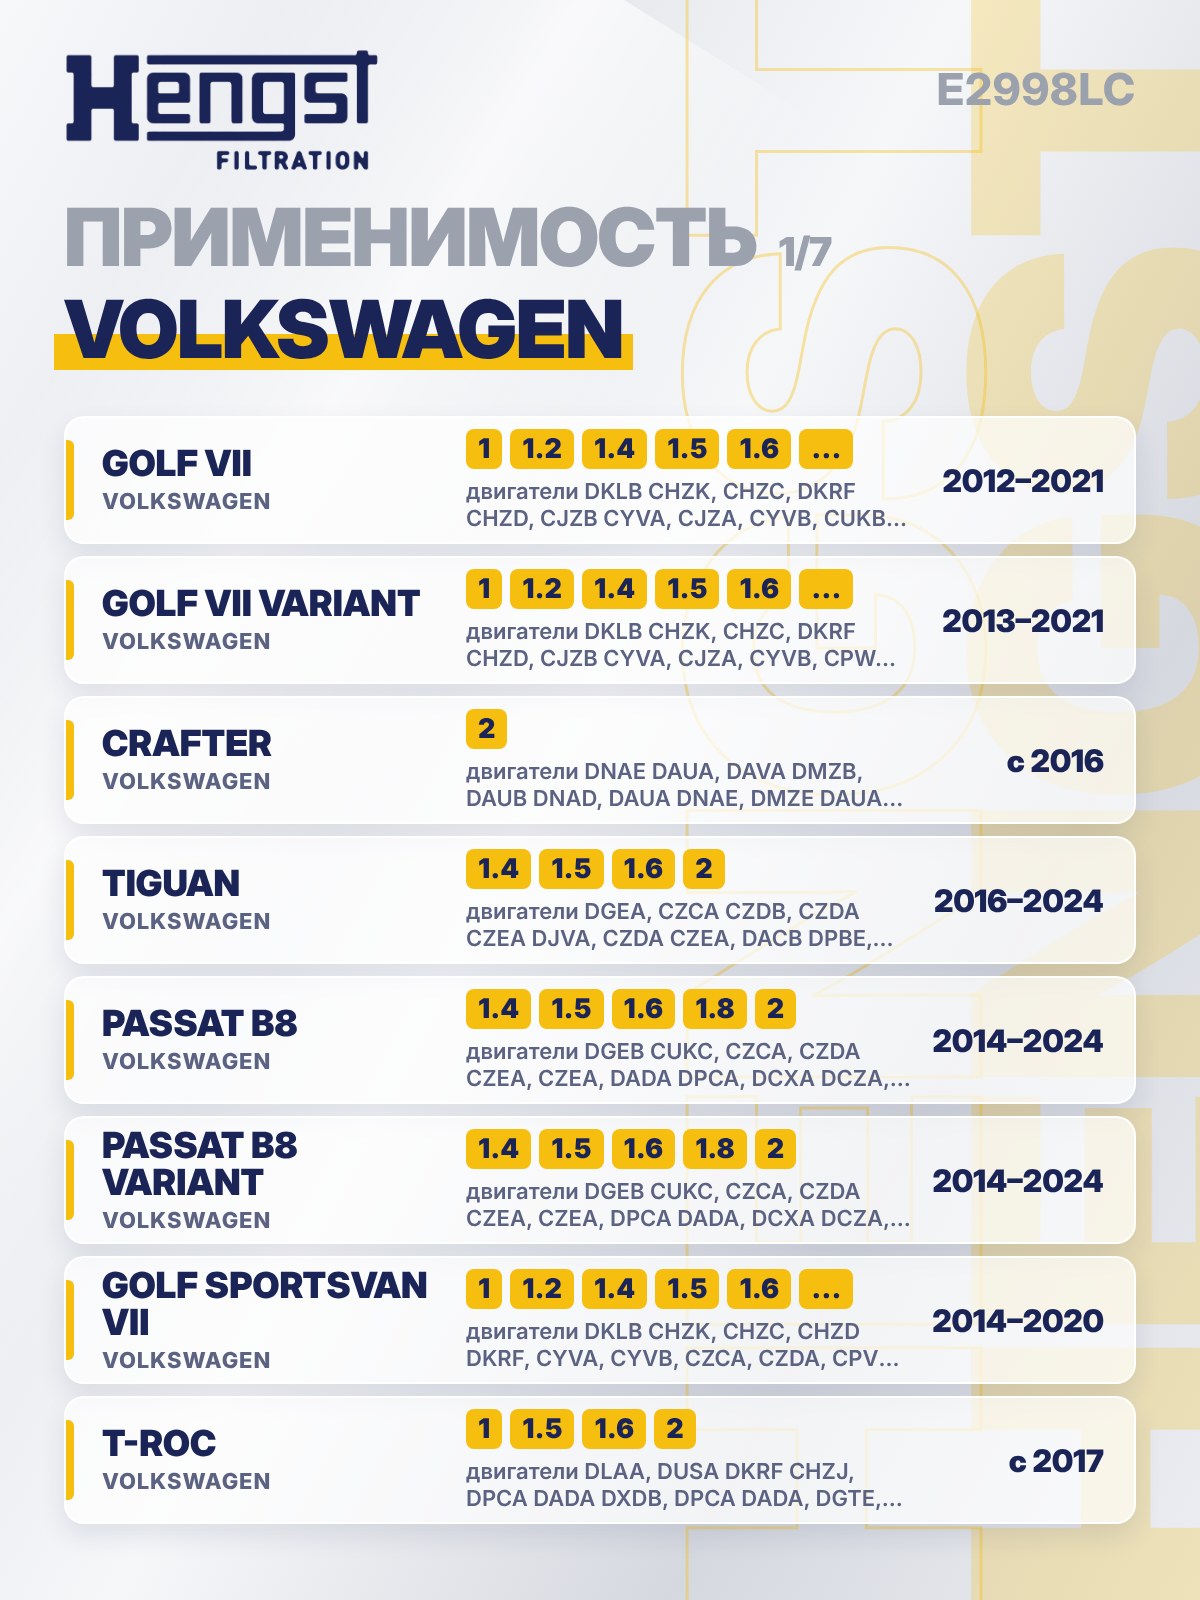 Hengst
FILTRATION
E2998LC
ПРИМЕНИМОСТЬ 1/7
VOLKSWAGEN
GOLF VII
VOLKSWAGEN
1 1.2 1.4 1.5 1.6 ...
двигатели DKLB CHZK, CHZC, DKRF
CHZD, CJZB CYVA, CJZA, CYVB, CUKB...
2012–2021
GOLF VII VARIANT
VOLKSWAGEN
1 1.2 1.4 1.5 1.6 ...
двигатели DKLB CHZK, CHZC, DKRF
CHZD, CJZB CYVA, CJZA, CYVB, CPW...
2013–2021
CRAFTER
VOLKSWAGEN
2
двигатели DNAE DAUA, DAVA DMZB,
DAUB DNAD, DAUA DNAE, DMZE DAUA...
с 2016
TIGUAN
VOLKSWAGEN
1.4 1.5 1.6 2
двигатели DGEA, CZCA CZDB, CZDA
CZEA DJVA, CZDA CZEA, DACB DPBE,...
2016–2024
PASSAT B8
VOLKSWAGEN
1.4 1.5 1.6 1.8 2
двигатели DGEB CUKC, CZCA, CZDA
CZEA, CZEA, DADA DPCA, DCXA DCZA,...
2014–2024
PASSAT B8
VARIANT
VOLKSWAGEN
1.4 1.5 1.6 1.8 2
двигатели DGEB CUKC, CZCA, CZDA
CZEA, CZEA, DPCA DADA, DCXA DCZA,...
2014–2024
GOLF SPORTSVAN
VII
VOLKSWAGEN
1 1.2 1.4 1.5 1.6 ...
двигатели DKLB CHZK, CHZC, CHZD
DKRF, CYVA, CYVB, CZCA, CZDA, CPV...
2014–2020
T-ROC
VOLKSWAGEN
1 1.5 1.6 2
двигатели DLAA, DUSA DKRF CHZJ,
DPCA DADA DXDB, DPCA DADA, DGTE,...
с 2017